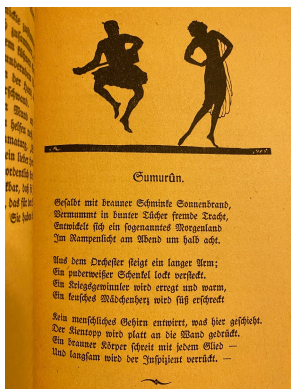 Sumurûn.
Gesalbt mit brauner Schminke Sonnenbrand,
Vermummt in bunter Tücher fremde Tracht,
Entwickelt sich ein sogenanntes Morgenland
Im Rampenlicht am Abend um halb acht.
Aus dem Orchester steigt ein langer Arm;
Ein puderweißer Schenkel lockt versteckt.
Ein Kriegsgewinnler wird erregt und warm,
Ein keusches Mädchenherz wird süß erschreckt
Kein menschliches Gehirn entwirrt, was hier geschieht.
Der Kientopp wird platt an die Wand gedrückt.
Ein brauner Körper schreit mit jedem Glied —
Und langsam wird der Inspizient verrückt. —